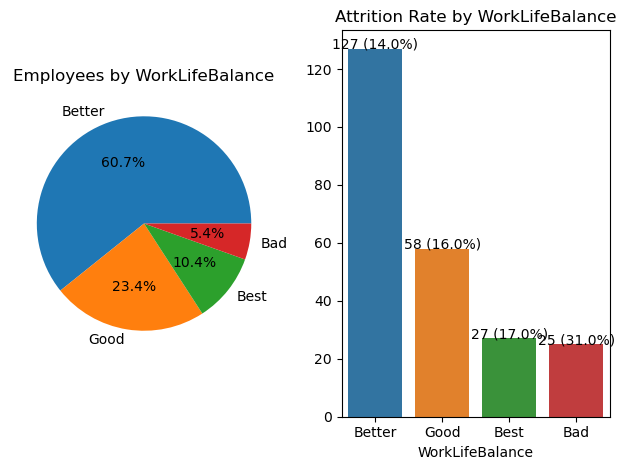 Employees by WorkLifeBalance
Better
60.7%
5.4%
Bad
10.4%
23.4%
Best
Good
Attrition Rate by WorkLifeBalance
127 (14.0%)
58 (16.0%)
27 (17.0%)
25 (31.0%)
120
100
80
60
40
20
0
Better Good Best Bad
WorkLifeBalance